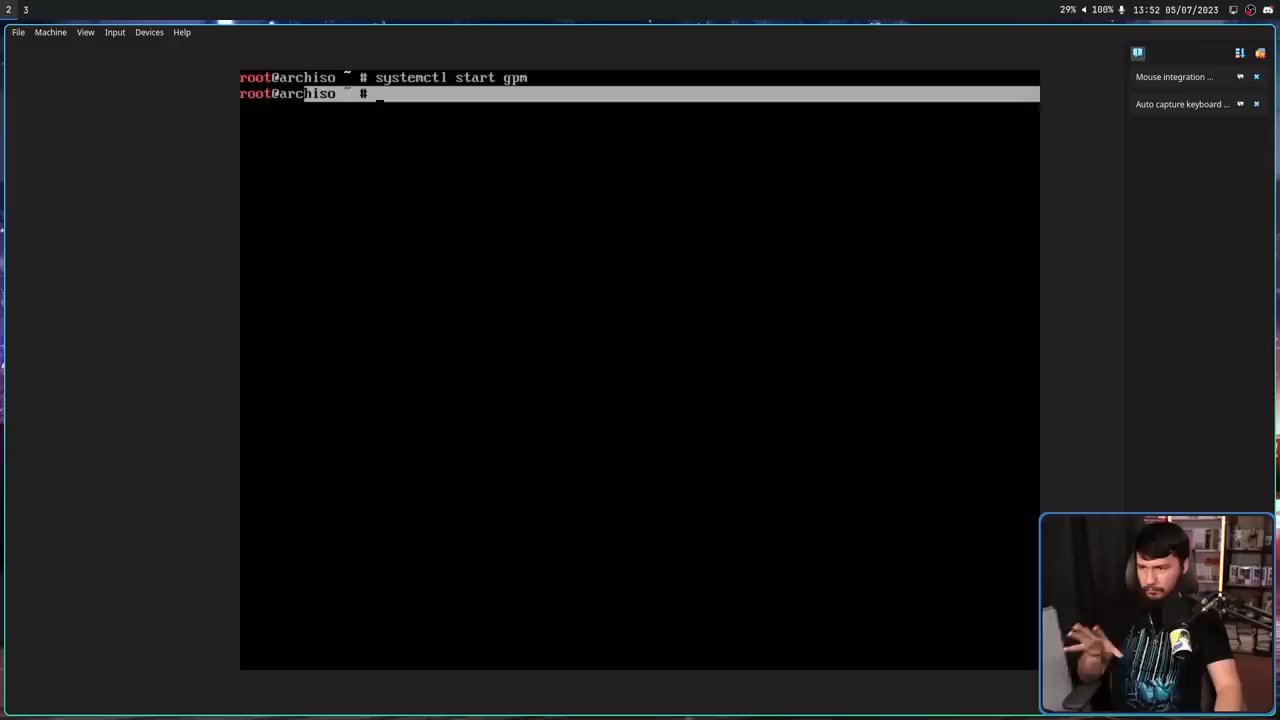 2 3
29% 100% 13:52 05/07/2023
File Machine View Input Devices Help
root@archiso ~ # systemctl start gpm
root@archiso ~ #
Mouse integration ...
Auto capture keyboard ...